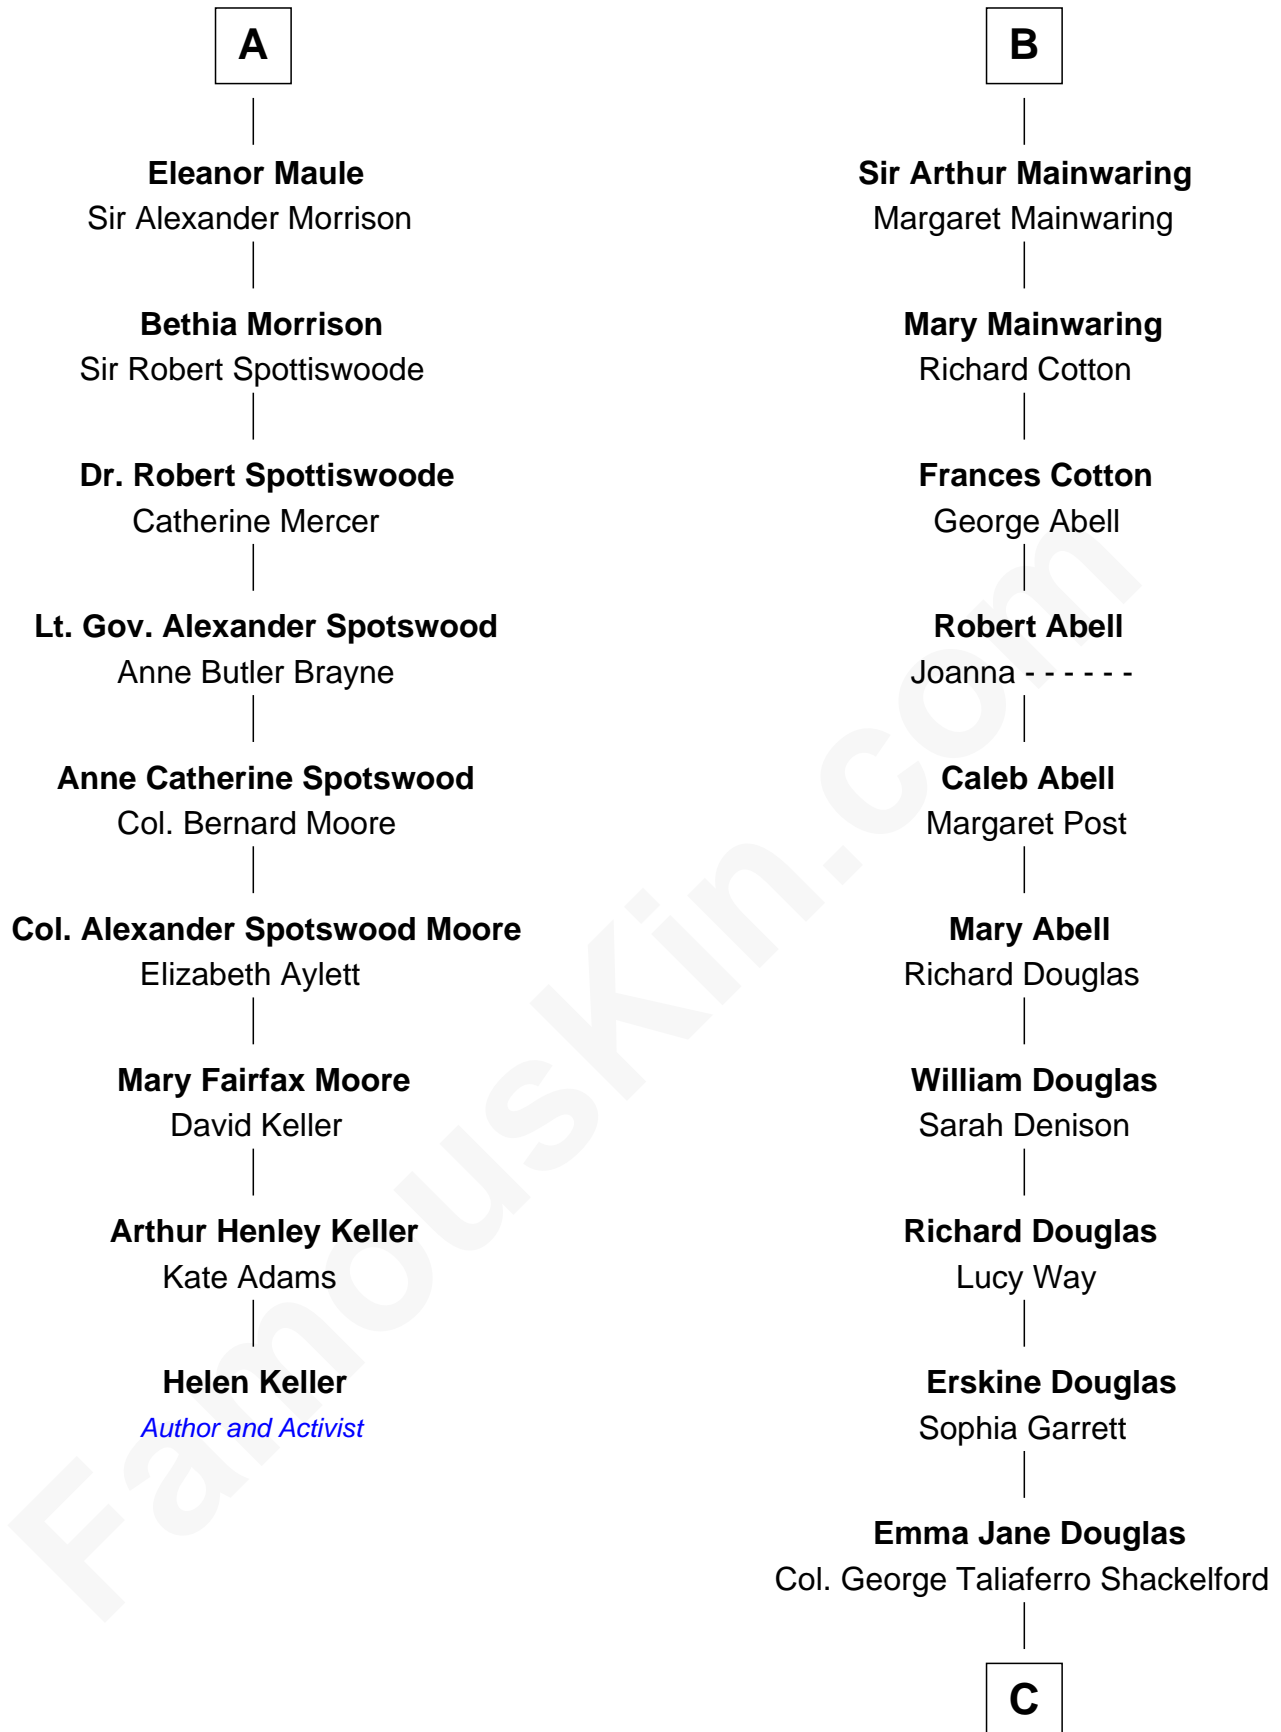 A
Eleanor Maule
Sir Alexander Morrison
Bethia Morrison
Sir Robert Spottiswoode
Dr. Robert Spottiswoode
Catherine Mercer
Lt. Gov. Alexander Spotswood
Anne Butler Brayne
Anne Catherine Spotswood
Col. Bernard Moore
Col. Alexander Spotswood Moore
Elizabeth Aylett
Mary Fairfax Moore
David Keller
Arthur Henley Keller
Kate Adams
Helen Keller
Author and Activist
B
Sir Arthur Mainwaring
Margaret Mainwaring
Mary Mainwaring
Richard Cotton
Frances Cotton
George Abell
Robert Abell
Joanna - - - - - -
Caleb Abell
Margaret Post
Mary Abell
Richard Douglas
William Douglas
Sarah Denison
Richard Douglas
Lucy Way
Erskine Douglas
Sophia Garrett
Emma Jane Douglas
Col. George Taliaferro Shackelford
C
FamousKin.com